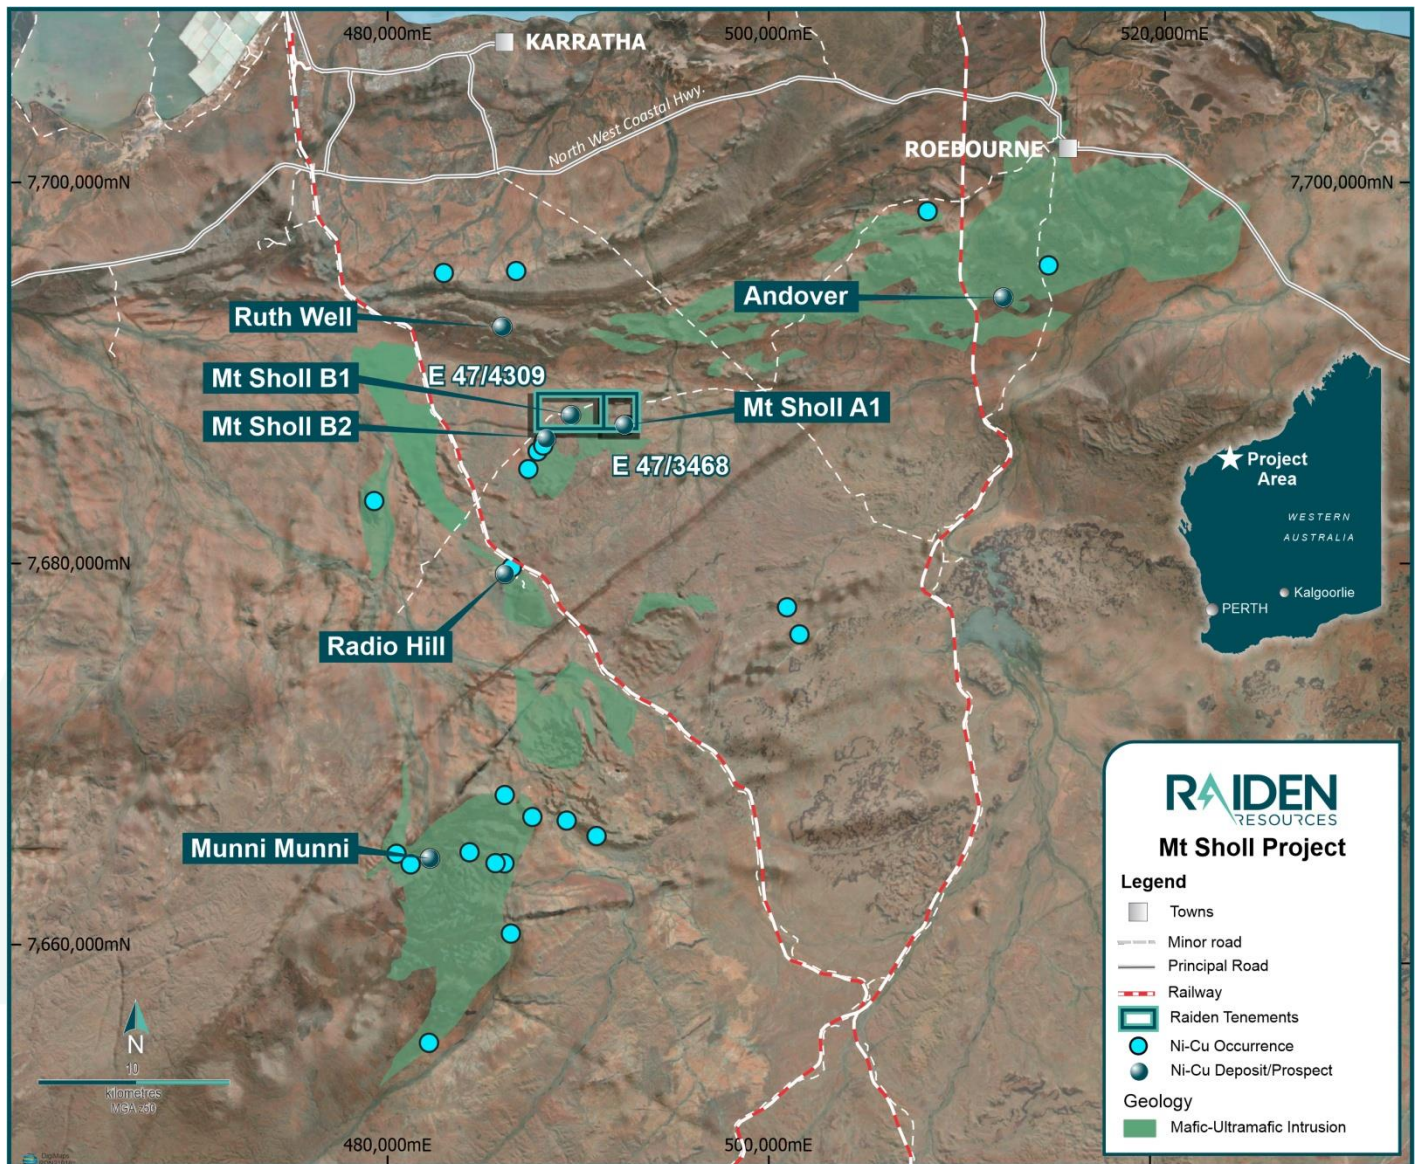 480,000mE
500,000mE
520,000mE
KARRATHA
North West Coastal Hwy.
ROEBOURNE
7,700,000mN
7,700,000mN
Andover
Ruth Well
Mt Sholl B1
E 47/4309
Mt Sholl A1
Mt Sholl B2
E 47/3468
Project
Area
WESTERN
AUSTRALIA
Kalgoorlie
PERTH
7,680,000mN
Radio Hill
Munni Munni
7,660,000mN
N
10
kilometres
480,000mE
500,000mE
RAIDEN
RESOURCES
Mt Sholl Project
Legend
Towns
Minor road
Principal Road
Railway
Raiden Tenements
Ni-Cu Occurrence
Ni-Cu Deposit/Prospect
Geology
Mafic-Ultramafic Intrusion
DigiMaps